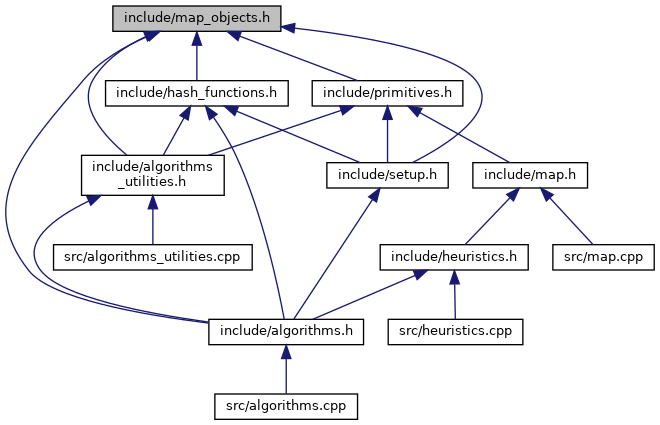 include/map_objects.h
include/hash_functions.h
include/primitives.h
include/algorithms
_utilities.h
include/setup.h
include/map.h
src/algorithms_utilities.cpp
include/heuristics.h
src/map.cpp
include/algorithms.h
src/heuristics.cpp
src/algorithms.cpp